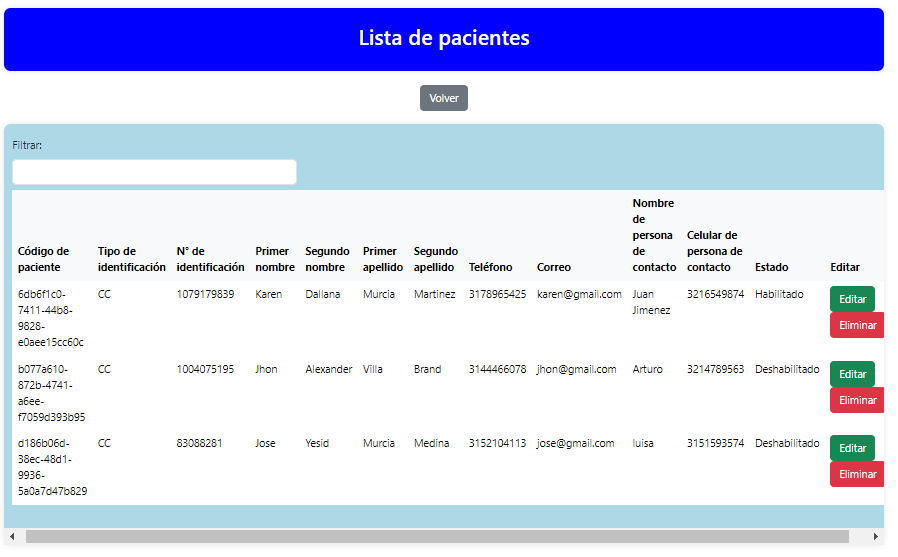 Lista de pacientes
Volver
Filtrar:
Código de paciente Tipo de identificación N° de identificación Primer nombre Segundo nombre Primer apellido Segundo apellido Teléfono Correo Nombre de persona de contacto Celular de persona de contacto Estado Editar
6db6f1c0-7411-44b8-9828-e0aee15cc60c CC 1079179839 Karen Daliana Murcia Martinez 3178965425 karen@gmail.com Juan Jimenez 3216549874 Habilitado Editar Eliminar
b077a610-872b-4741-a6ee-f7059d393b95 CC 1004075195 Jhon Alexander Villa Brand 3144466078 jhon@gmail.com Arturo 3214789563 Deshabilitado Editar Eliminar
d186b06d-38ec-48d1-9936-5a0a7d47b829 CC 83088281 Jose Yesid Murcia Medina 3152104113 jose@gmail.com luisa 3151593574 Deshabilitado Editar Eliminar